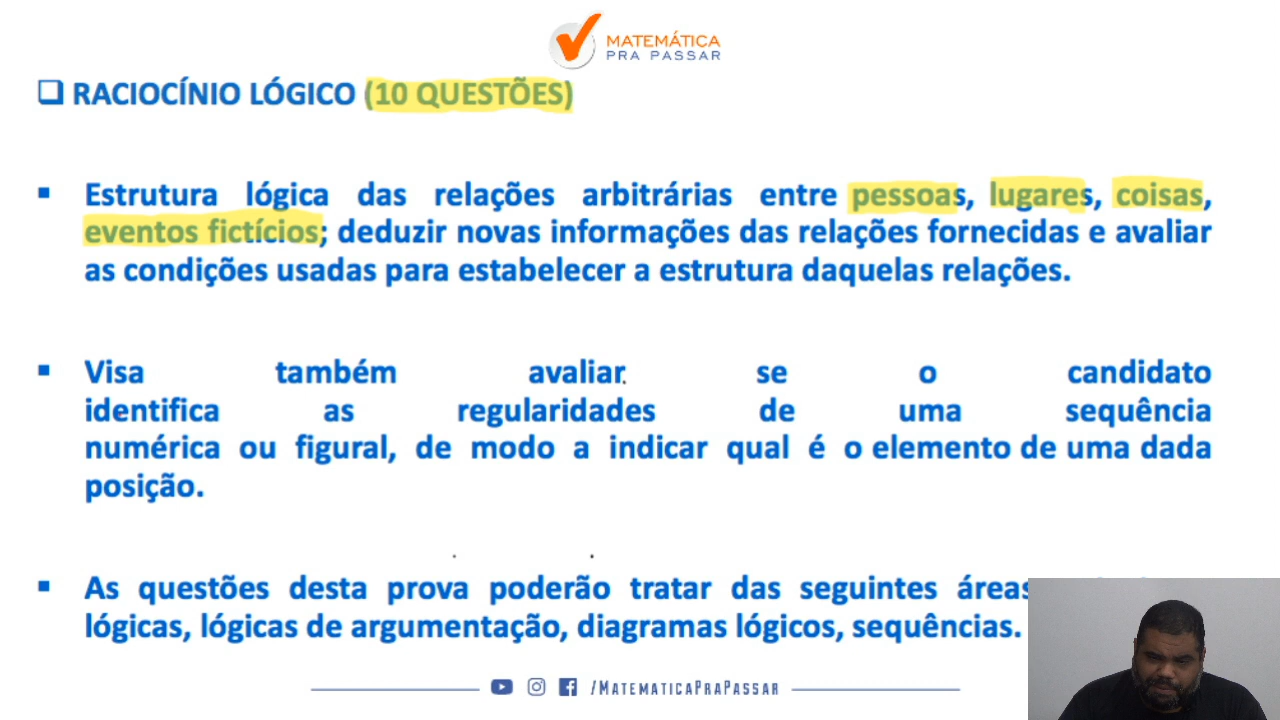 MATEMÁTICA
PRA PASSAR
RACIOCÍNIO LÓGICO (10 QUESTÕES)
Estrutura lógica das relações arbitrárias entre pessoas, lugares, coisas,
eventos fictícios; deduzir novas informações das relações fornecidas e avaliar
as condições usadas para estabelecer a estrutura daquelas relações.
Visa também avaliar se o candidato
identifica as regularidades de uma sequência
numérica ou figural, de modo a indicar qual é o elemento de uma dada
posição.
As questões desta prova poderão tratar das seguintes áreas
lógicas, lógicas de argumentação, diagramas lógicos, sequências.
/MATEMATICAPRAPASSAR